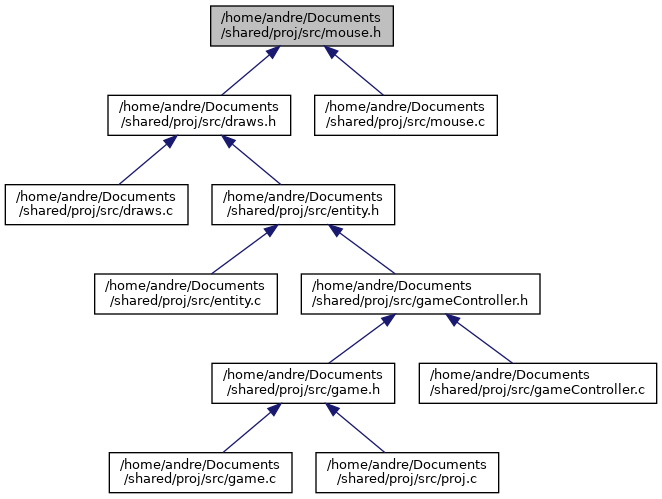 /home/andre/Documents
/shared/proj/src/mouse.h
/home/andre/Documents
/shared/proj/src/draws.h
/home/andre/Documents
/shared/proj/src/mouse.c
/home/andre/Documents
/shared/proj/src/draws.c
/home/andre/Documents
/shared/proj/src/entity.h
/home/andre/Documents
/shared/proj/src/entity.c
/home/andre/Documents
/shared/proj/src/gameController.h
/home/andre/Documents
/shared/proj/src/game.h
/home/andre/Documents
/shared/proj/src/gameController.c
/home/andre/Documents
/shared/proj/src/game.c
/home/andre/Documents
/shared/proj/src/proj.c